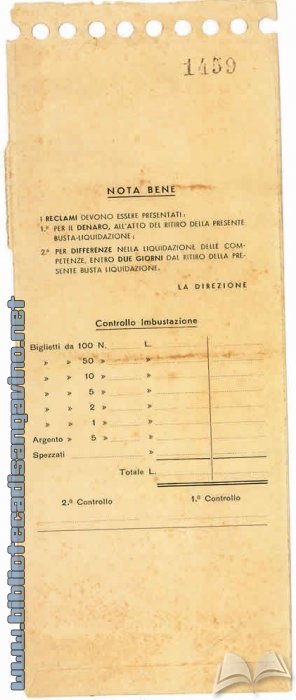 1459
NOTA BENE
I RECLAMI DEVONO ESSERE PRESENTATI:
1.º PER IL DENARO, ALL'ATTO DEL RITIRO DELLA PRESENTE
BUSTA-LIQUIDAZIONE;
2.º PER DIFFERENZE NELLA LIQUIDAZIONE DELLE COM-
PETENZE, ENTRO DUE GIORNI DAL RITIRO DELLA PRE-
SENTE BUSTA LIQUIDAZIONE.
LA DIREZIONE
Controllo Imbustazione
Biglietti da 100 N. L.
» » 50 » »
» » 10 » »
» » 5 » »
» » 2 » »
» » 1 » »
Argento » 5 » »
Spezzati »
Totale L.
2.º Controllo 1.º Controllo
www.bibliotecadisangavino.net